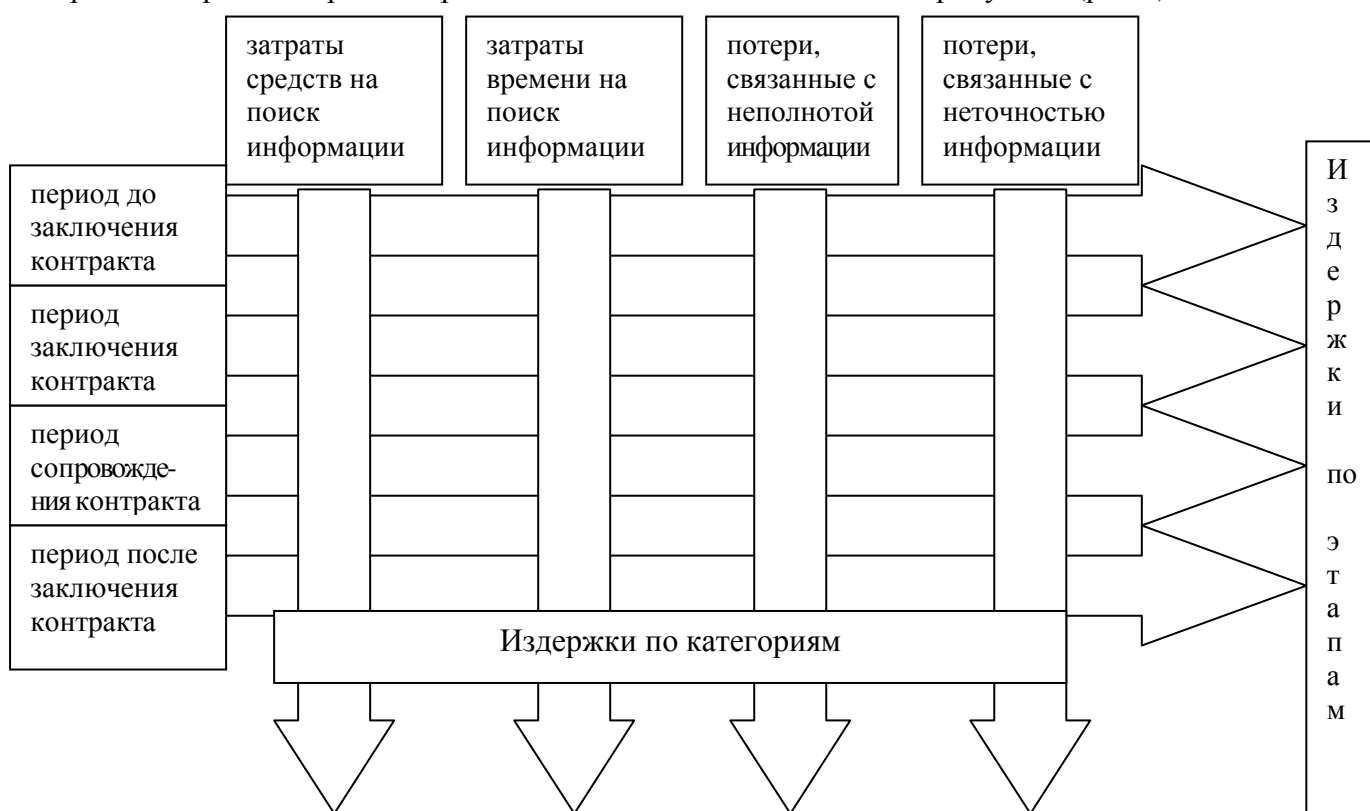 затраты
средств на
поиск
информации
затраты
времени на
поиск
информации
потери,
связанные с
неполнотой
информации
потери,
связанные с
неточностью
информации
период до
заключения
контракта
период
заключения
контракта
период
сопровожде-
ния контракта
период после
заключения
контракта
Издержки по категориям
И
з
д
е
р
ж
к
и
по
э
т
а
п
а
м